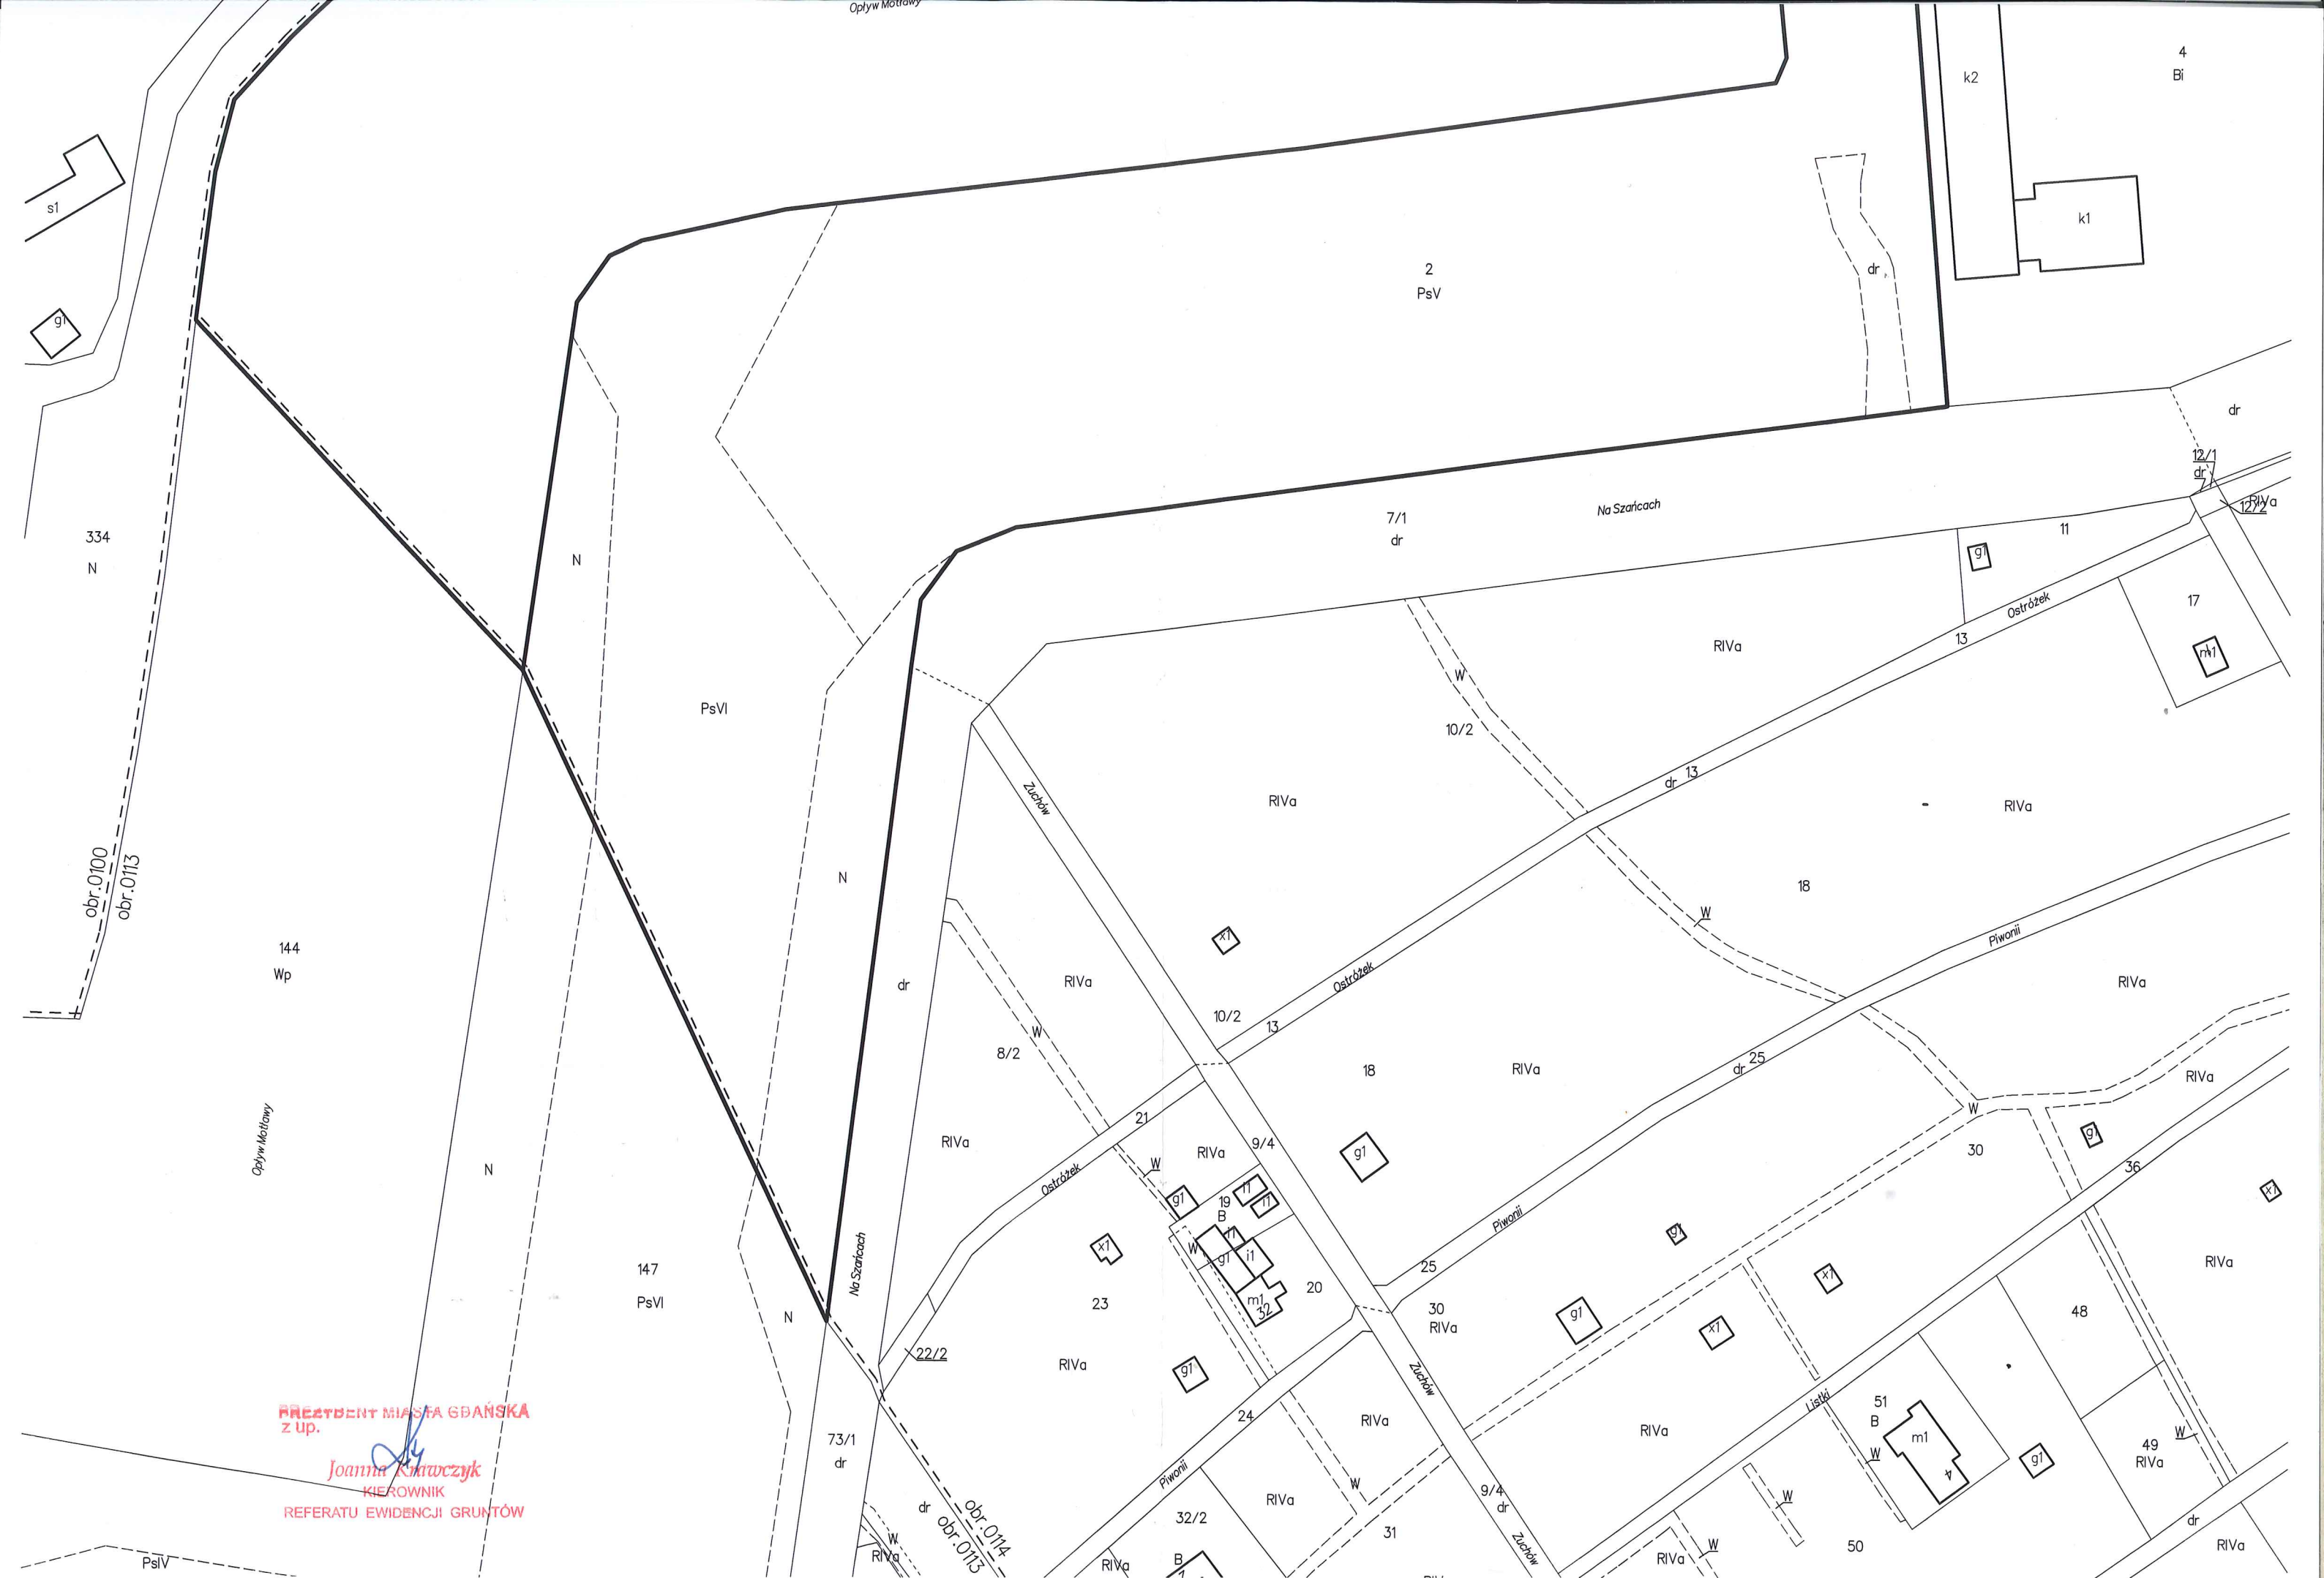 Opływ Motławy
4
Bi
k2
k1
s1
g1
2
PsV
dr
dr
12/1
dr
RIVa
12/2
334
N
N
7/1
dr
Na Szańcach
11
g1
Ostróżek
13
17
m1
PsVI
RIVa
W
10/2
dr
13
RIVa
RIVa
Zuchów
obr.0100
obr.0113
N
18
W
Piwonii
x1
144
Wp
dr
RIVa
Ostróżek
RIVa
10/2
13
W
8/2
18
RIVa
dr
25
RIVa
W
Opływ Motławy
21
RIVa
9/4
RIVa
g1
30
g1
36
N
Ostróżek
W
g1
19
B
i1
x1
Piwonii
g1
x1
W
g1
i1
Na Szańcach
147
PsVI
N
23
m1
32
20
25
30
RIVa
g1
x1
x1
RIVa
48
22/2
RIVa
g1
Zuchów
Listki
51
B
m1
4
PREZYDENT MIASTA GDAŃSKA
z up.
Joanna Krawczyk
KIEROWNIK
REFERATU EWIDENCJI GRUNTÓW
73/1
dr
24
RIVa
RIVa
W
W
49
RIVa
g1
Piwonii
W
RIVa
9/4
dr
W
dr
obr.0114
obr.0113
32/2
31
Zuchów
dr
W
RIVa
PsIV
RIVa
B
RIVa
W
50
RIVa